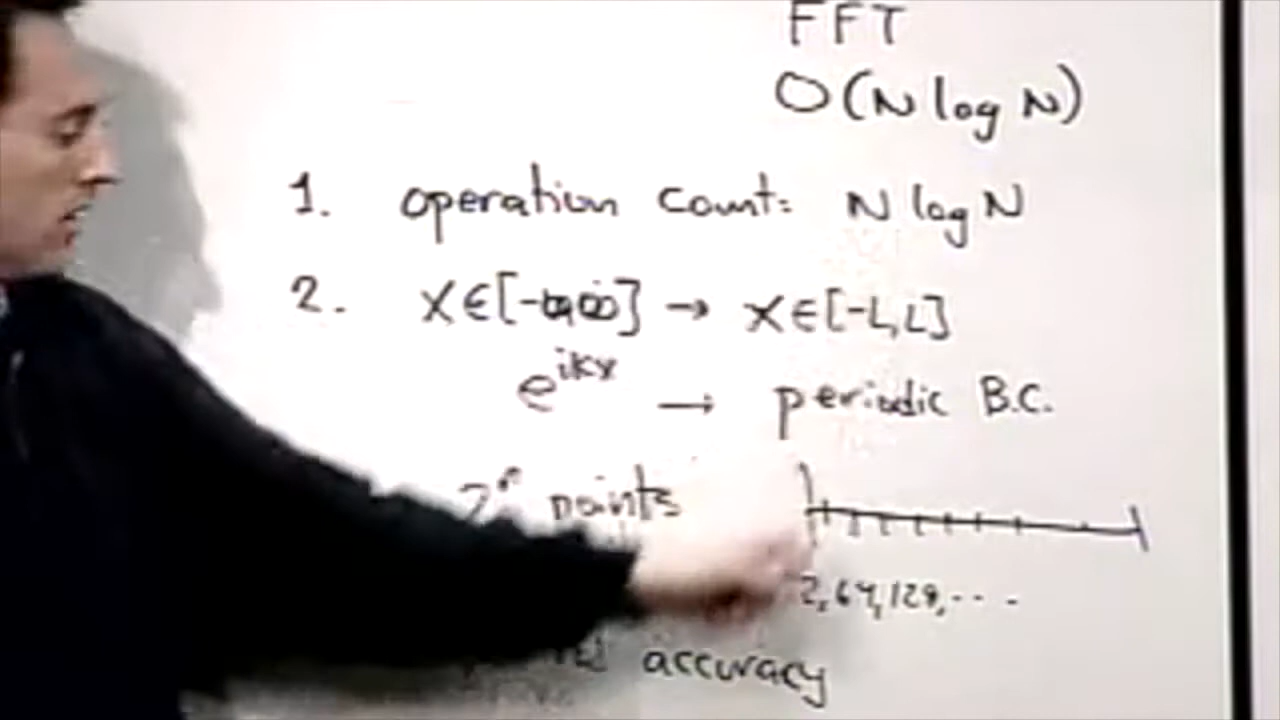 FFT
O(N log N)
1. operation count: N log N
2. X∈[-∞,∞] → X∈[-L,L]
e^ikx → periodic B.C.
2^n points
2,64,128,...
accuracy